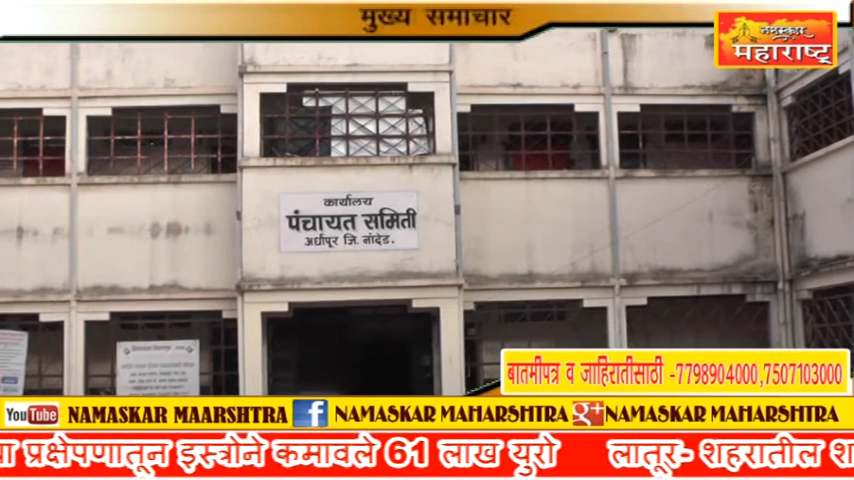 मुख्य समाचार
नमस्कार
महाराष्ट्र
कार्यालय
पंचायत समिती
अर्धापूर जि. नांदेड.
बातमीपत्र व जाहिरातीसाठी -7798904000,7507103000
YouTube NAMASKAR MAARSHTRA f NAMASKAR MAHARSHTRA g+ NAMASKAR MAHARSHTRA
प्रक्षेपणातून इस्त्रोने कमावले 61 लाख युरो लातूर- शहरातील